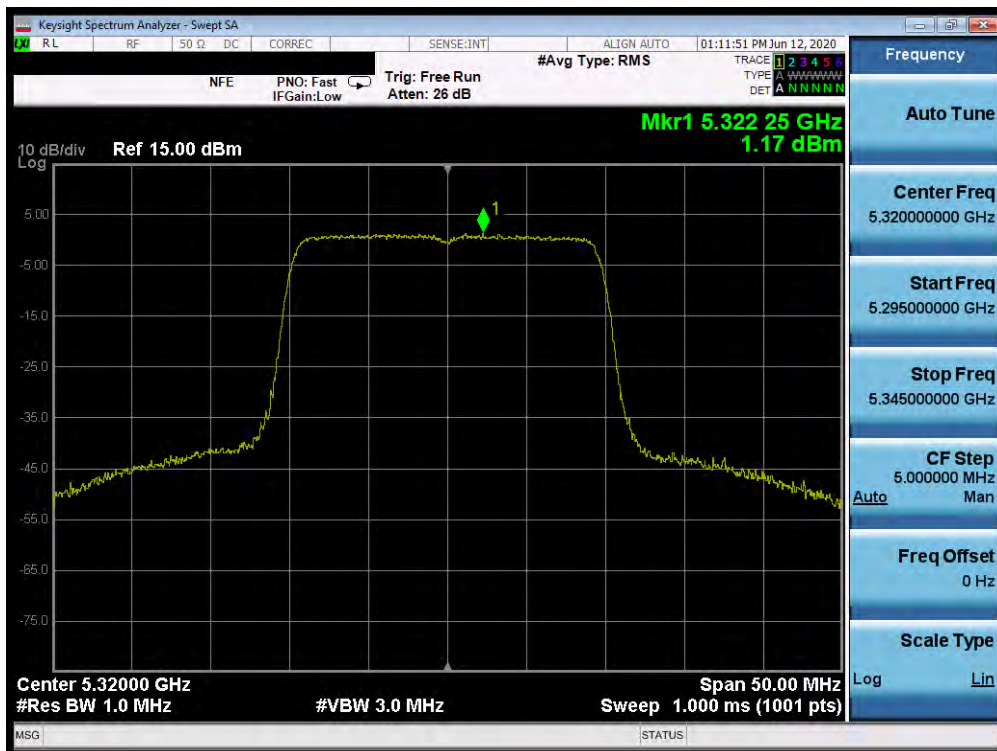 Keysight Spectrum Analyzer - Swept SA
LXI RL RF 50 Ω DC CORREC SENSE:INT ALIGN AUTO 01:11:51 PM Jun 12, 2020
NFE PNO: Fast Trig: Free Run #Avg Type: RMS TRACE 1 2 3 4 5 6
IFGain:Low Atten: 26 dB TYPE A WWWWW
DET A N N N N N
Mkr1 5.322 25 GHz
1.17 dBm
10 dB/div Ref 15.00 dBm
Log
1
5.00
-5.00
-15.0
-25.0
-35.0
-45.0
-55.0
-65.0
-75.0
Center 5.32000 GHz Span 50.00 MHz
#Res BW 1.0 MHz #VBW 3.0 MHz Sweep 1.000 ms (1001 pts)
MSG STATUS
Frequency
Auto Tune
Center Freq
5.320000000 GHz
Start Freq
5.295000000 GHz
Stop Freq
5.345000000 GHz
CF Step
5.000000 MHz
Auto Man
Freq Offset
0 Hz
Scale Type
Log Lin